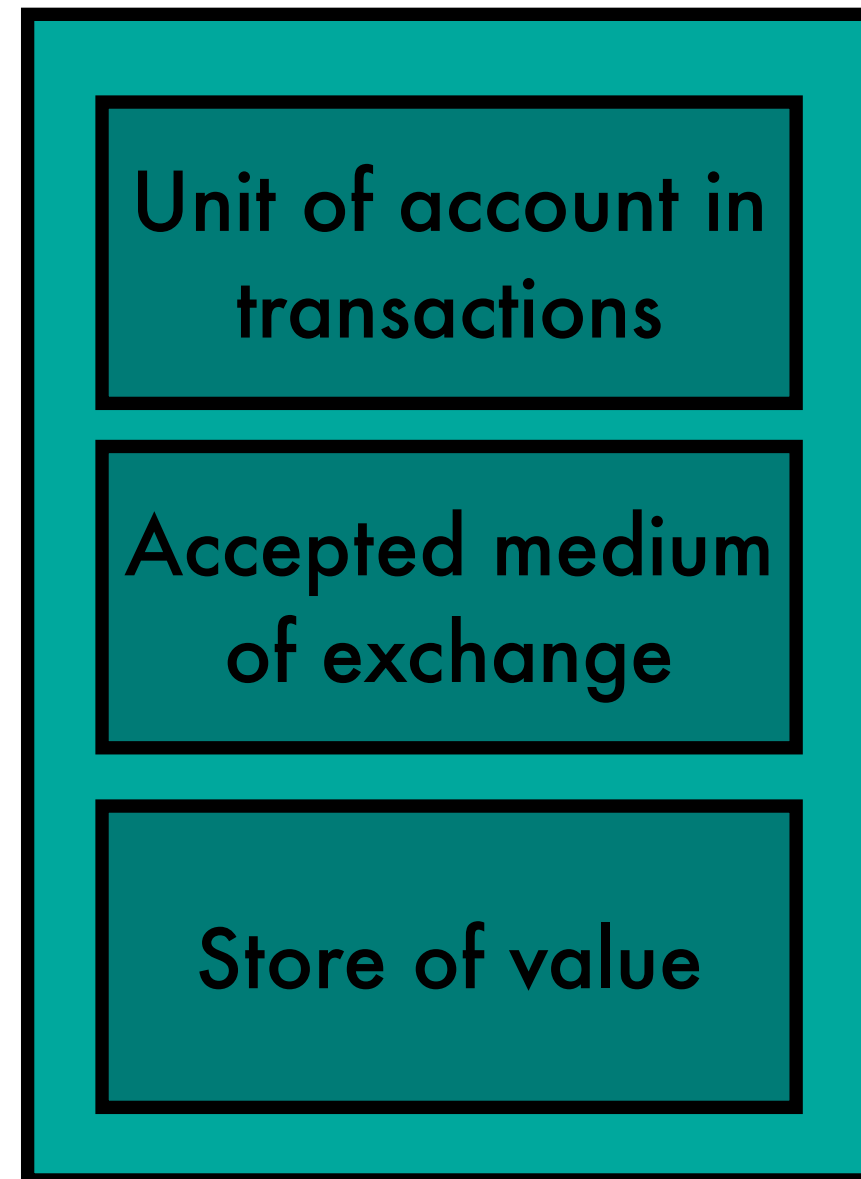 Unit of account in
transactions
Accepted medium
of exchange
Store of value